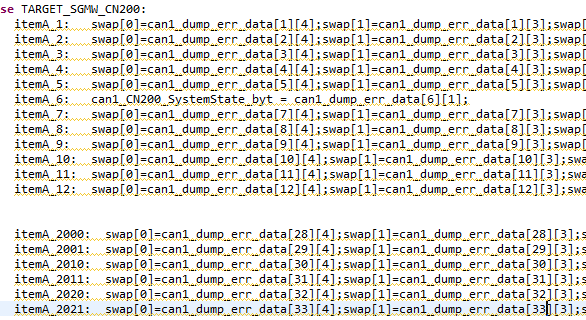 se TARGET_SGMW_CN200:
itemA_1: swap[0]=can1_dump_err_data[1][4];swap[1]=can1_dump_err_data[1][3];swap
itemA_2: swap[0]=can1_dump_err_data[2][4];swap[1]=can1_dump_err_data[2][3];swap
itemA_3: swap[0]=can1_dump_err_data[3][4];swap[1]=can1_dump_err_data[3][3];swap
itemA_4: swap[0]=can1_dump_err_data[4][4];swap[1]=can1_dump_err_data[4][3];swap
itemA_5: swap[0]=can1_dump_err_data[5][4];swap[1]=can1_dump_err_data[5][3];swap
itemA_6: can1_CN200_SystemState_byt = can1_dump_err_data[6][1];
itemA_7: swap[0]=can1_dump_err_data[7][4];swap[1]=can1_dump_err_data[7][3];swap
itemA_8: swap[0]=can1_dump_err_data[8][4];swap[1]=can1_dump_err_data[8][3];swap
itemA_9: swap[0]=can1_dump_err_data[9][4];swap[1]=can1_dump_err_data[9][3];swap
itemA_10: swap[0]=can1_dump_err_data[10][4];swap[1]=can1_dump_err_data[10][3];swa
itemA_11: swap[0]=can1_dump_err_data[11][4];swap[1]=can1_dump_err_data[11][3];swa
itemA_12: swap[0]=can1_dump_err_data[12][4];swap[1]=can1_dump_err_data[12][3];swa
itemA_2000: swap[0]=can1_dump_err_data[28][4];swap[1]=can1_dump_err_data[28][3];s
itemA_2001: swap[0]=can1_dump_err_data[29][4];swap[1]=can1_dump_err_data[29][3];s
itemA_2010: swap[0]=can1_dump_err_data[30][4];swap[1]=can1_dump_err_data[30][3];s
itemA_2011: swap[0]=can1_dump_err_data[31][4];swap[1]=can1_dump_err_data[31][3];s
itemA_2020: swap[0]=can1_dump_err_data[32][4];swap[1]=can1_dump_err_data[32][3];s
itemA_2021: swap[0]=can1_dump_err_data[33][4];swap[1]=can1_dump_err_data[33][3];s